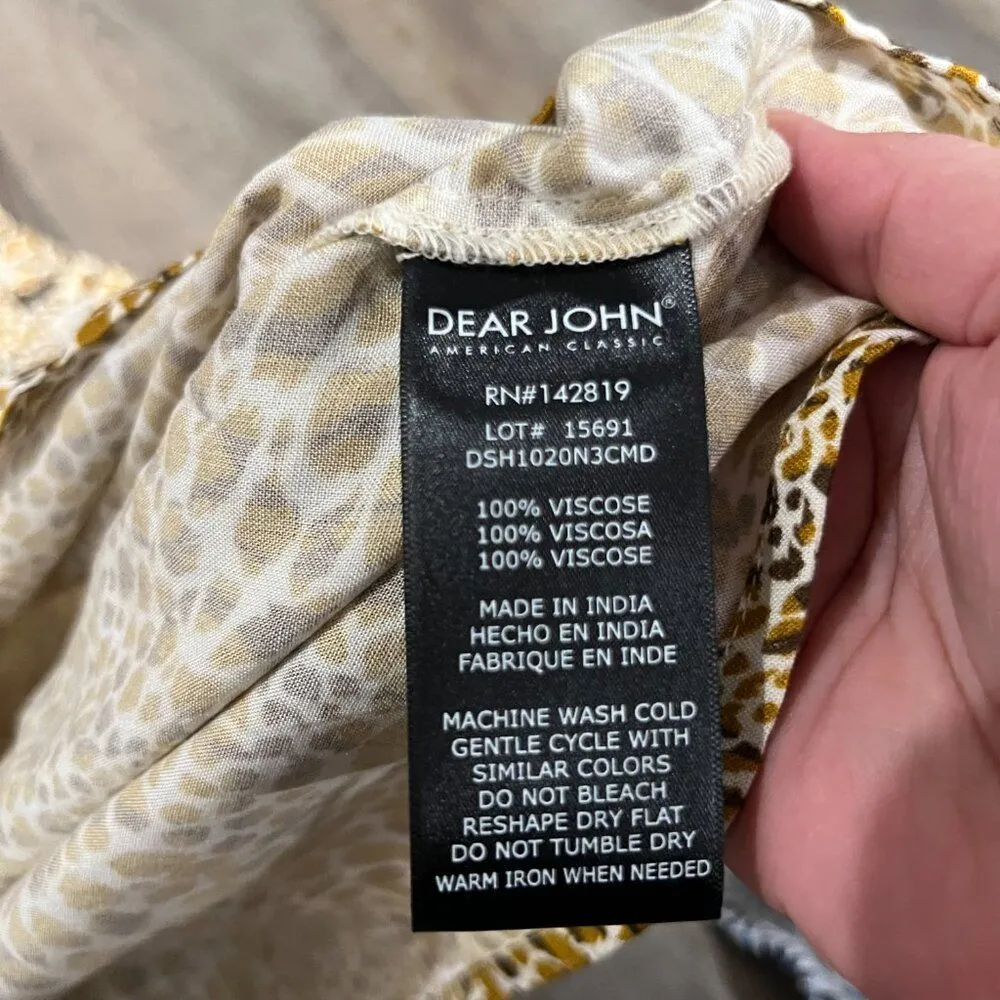 DEAR JOHN®
AMERICAN CLASSIC
RN#142819
LOT# 15691
DSH1020N3CMD
100% VISCOSE
100% VISCOSA
100% VISCOSE
MADE IN INDIA
HECHO EN INDIA
FABRIQUE EN INDE
MACHINE WASH COLD
GENTLE CYCLE WITH
SIMILAR COLORS
DO NOT BLEACH
RESHAPE DRY FLAT
DO NOT TUMBLE DRY
WARM IRON WHEN NEEDED